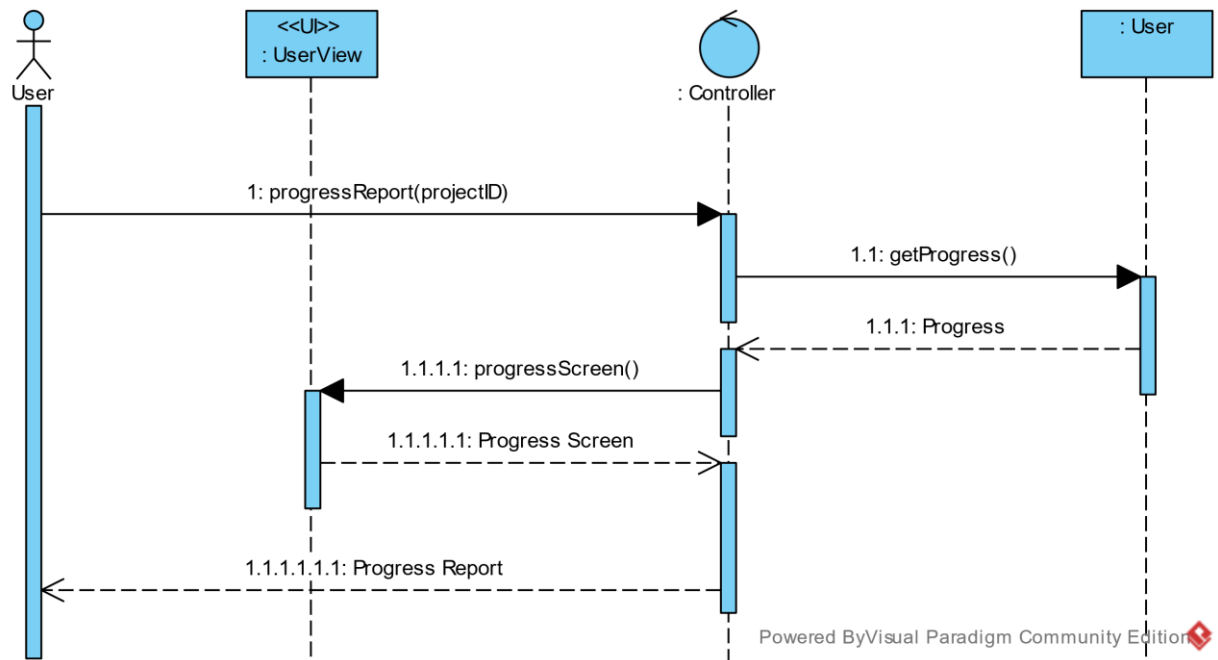 <<UI>>
: UserView
: User
User
: Controller
1: progressReport(projectID)
1.1: getProgress()
1.1.1: Progress
1.1.1.1: progressScreen()
1.1.1.1.1: Progress Screen
1.1.1.1.1.1: Progress Report
Powered ByVisual Paradigm Community Edition